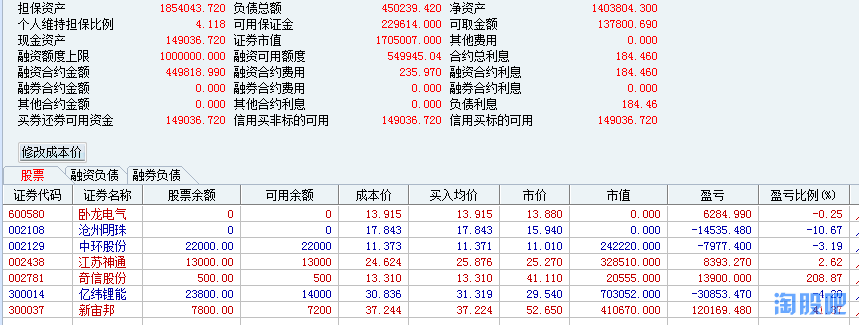 担保资产 1854043.720 负债总额 450239.420 净资产 1403804.300
个人维持担保比例 4.118 可用保证金 229614.000 可取金额 137800.690
现金资产 149036.720 证券市值 1705007.000 其他费用 0.000
融资额度上限 1000000.000 融资可用额度 549945.04 合约总利息 184.460
融资合约金额 449818.990 融资合约费用 235.970 融资合约利息 184.460
融券合约金额 0.000 融券合约费用 0.000 融券合约利息 0.000
其他合约金额 0.000 其他合约利息 0.000 负债利息 184.46
买券还券可用资金 149036.720 信用买非标的可用 149036.720 信用买标的可用 149036.720
修改成本价
股票 融资负债 融券负债
证券代码 证券名称 股票余额 可用余额 成本价 买入均价 市价 市值 盈亏 盈亏比例(%)
600580 卧龙电气 0 0 13.915 13.915 13.880 0.000 6284.990 -0.25
002108 沧州明珠 0 0 17.843 17.843 15.940 0.000 -14535.480 -10.67
002129 中环股份 22000.00 22000 11.373 11.371 11.010 242220.000 -7977.400 -3.19
002438 江苏神通 13000.00 13000 24.624 25.876 25.270 328510.000 8393.270 2.62
002781 奇信股份 500.00 500 13.310 13.310 41.110 20555.000 13900.000 208.87
300014 亿纬锂能 23800.00 14000 30.836 31.319 29.540 703052.000 -30853.470
300037 新宙邦 7800.00 7200 37.244 37.224 52.650 410670.000 120169.480
淘股吧